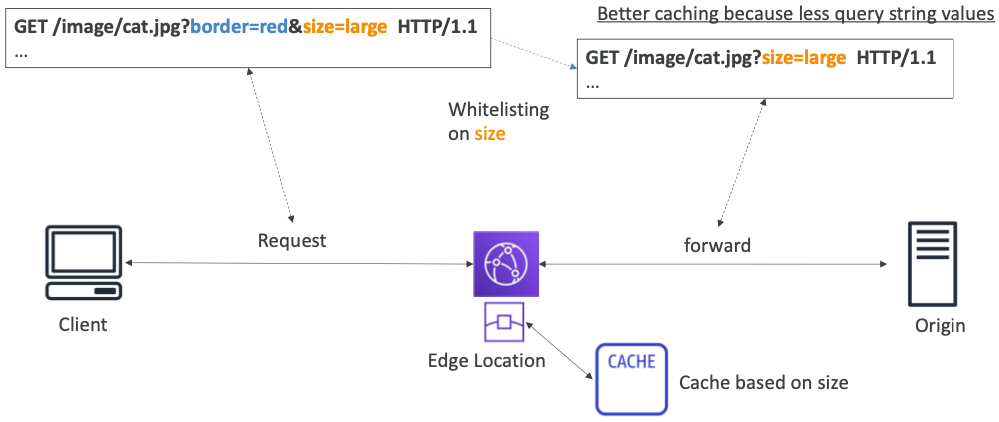 Better caching because less query string values
GET /image/cat.jpg?border=red&size=large HTTP/1.1
...
GET /image/cat.jpg?size=large HTTP/1.1
...
Whitelisting
on size
Request
forward
Client
Edge Location
Origin
CACHE
Cache based on size